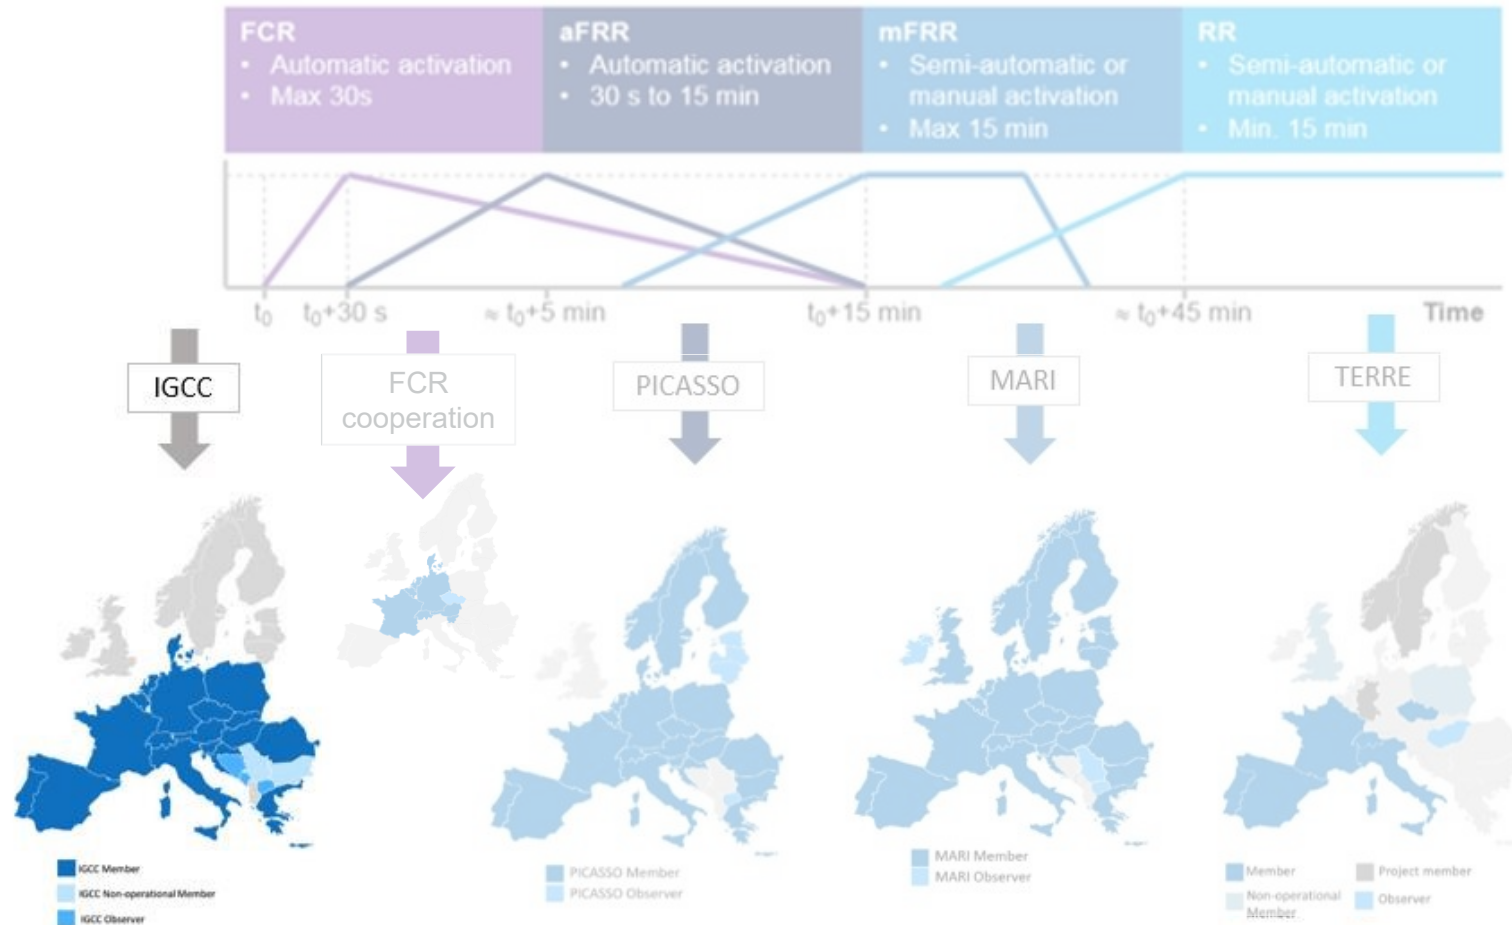 FCR
• Automatic activation
• Max 30s
aFRR
• Automatic activation
• 30 s to 15 min
mFRR
• Semi-automatic or
manual activation
• Max 15 min
RR
• Semi-automatic or
manual activation
• Min. 15 min
t0
t0+30 s
≈ t0+5 min
t0+15 min
≈ t0+45 min
Time
IGCC
FCR
cooperation
PICASSO
MARI
TERRE
IGCC Member
IGCC Non-operational Member
IGCC Observer
PICASSO Member
PICASSO Observer
MARI Member
MARI Observer
Member
Non-operational
Member
Project member
Observer